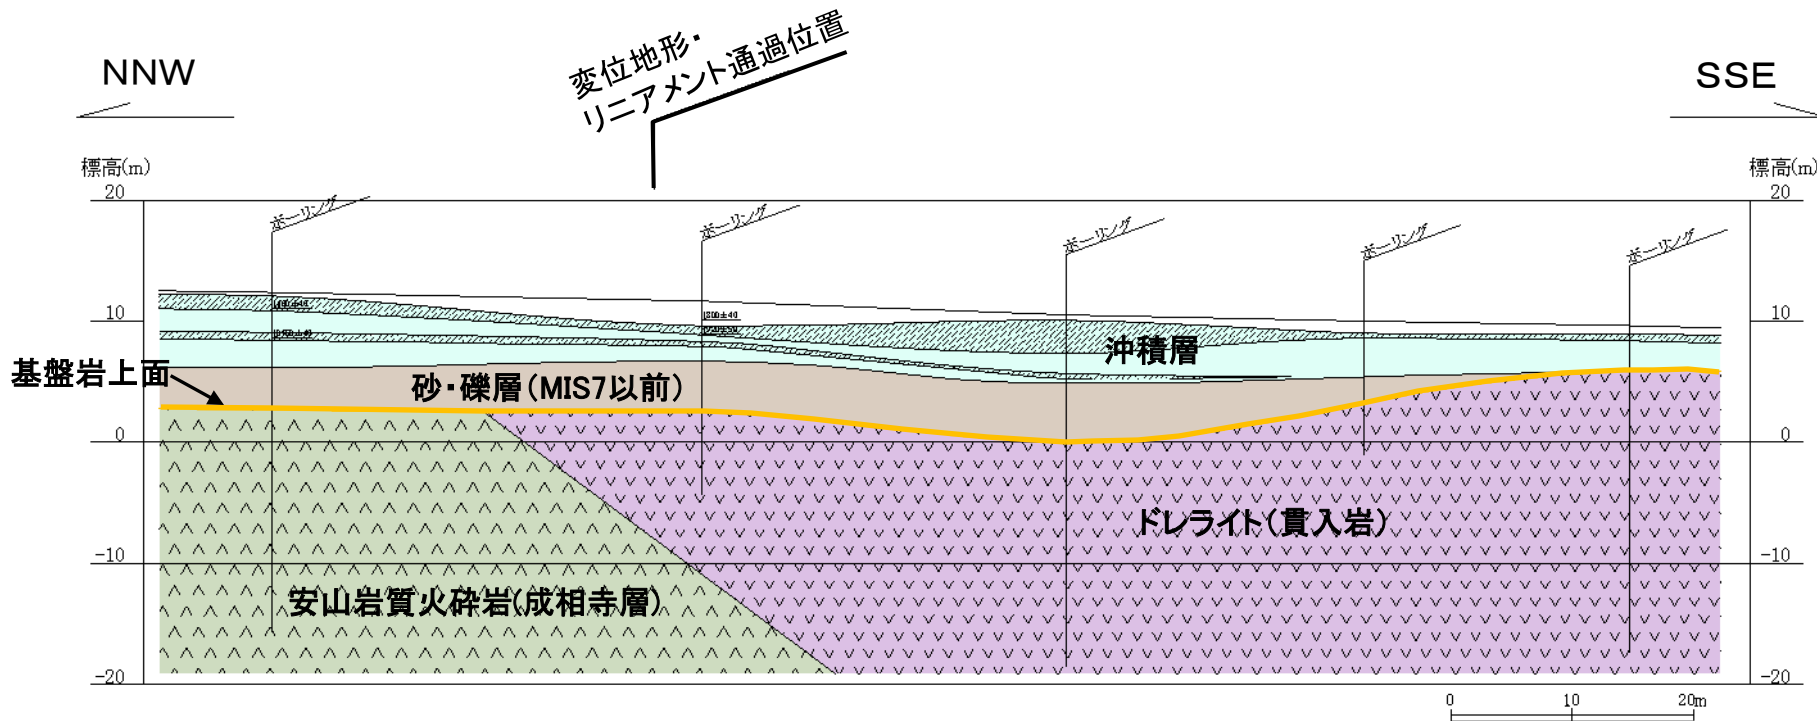 変位地形・
リニアメント通過位置
NNW
SSE
標高(m)
標高(m)
20
20
ボーリング
ボーリング
ボーリング
ボーリング
ボーリング
10
10
沖積層
基盤岩上面
砂・礫層(MIS7以前)
0
0
ドレライト(貫入岩)
-10
-10
安山岩質火砕岩(成相寺層)
-20
-20
0 10 20m